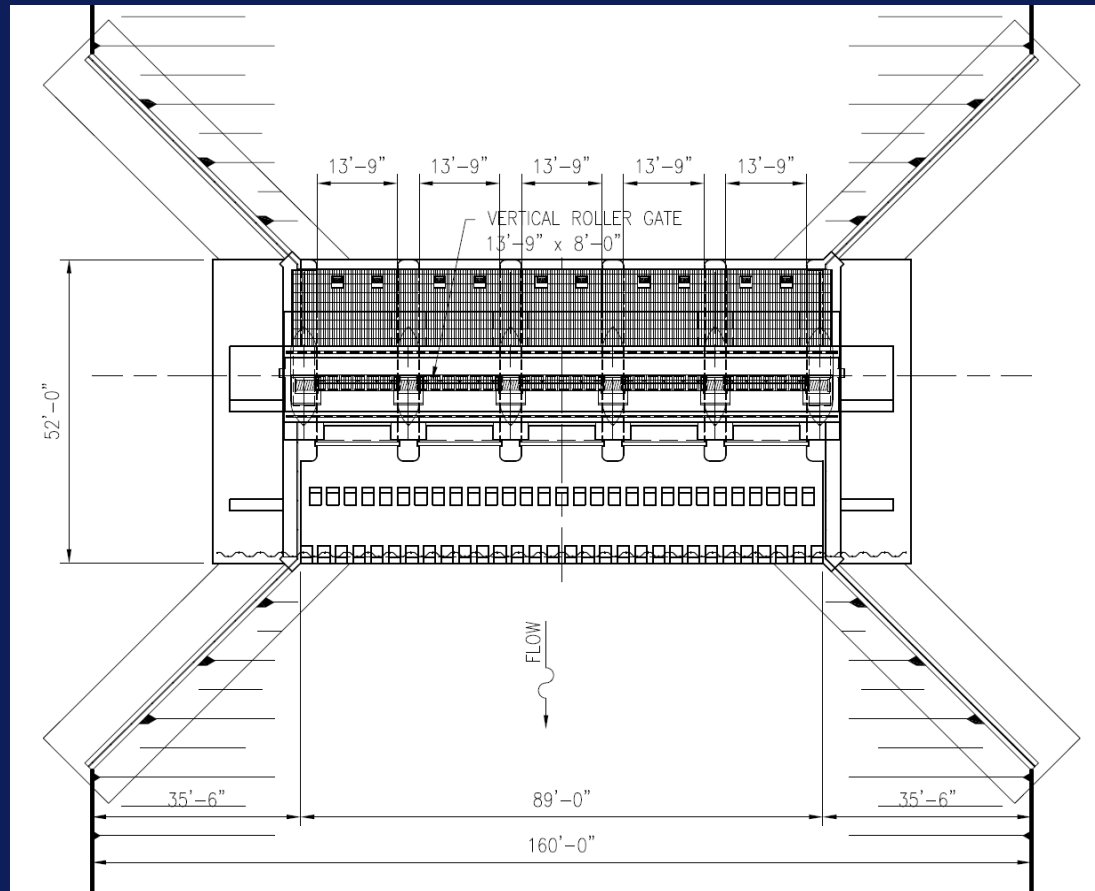 13'-9" 13'-9" 13'-9" 13'-9" 13'-9"
VERTICAL ROLLER GATE
13'-9" x 8'-0"
52'-0"
FLOW
35'-6" 89'-0" 35'-6"
160'-0"